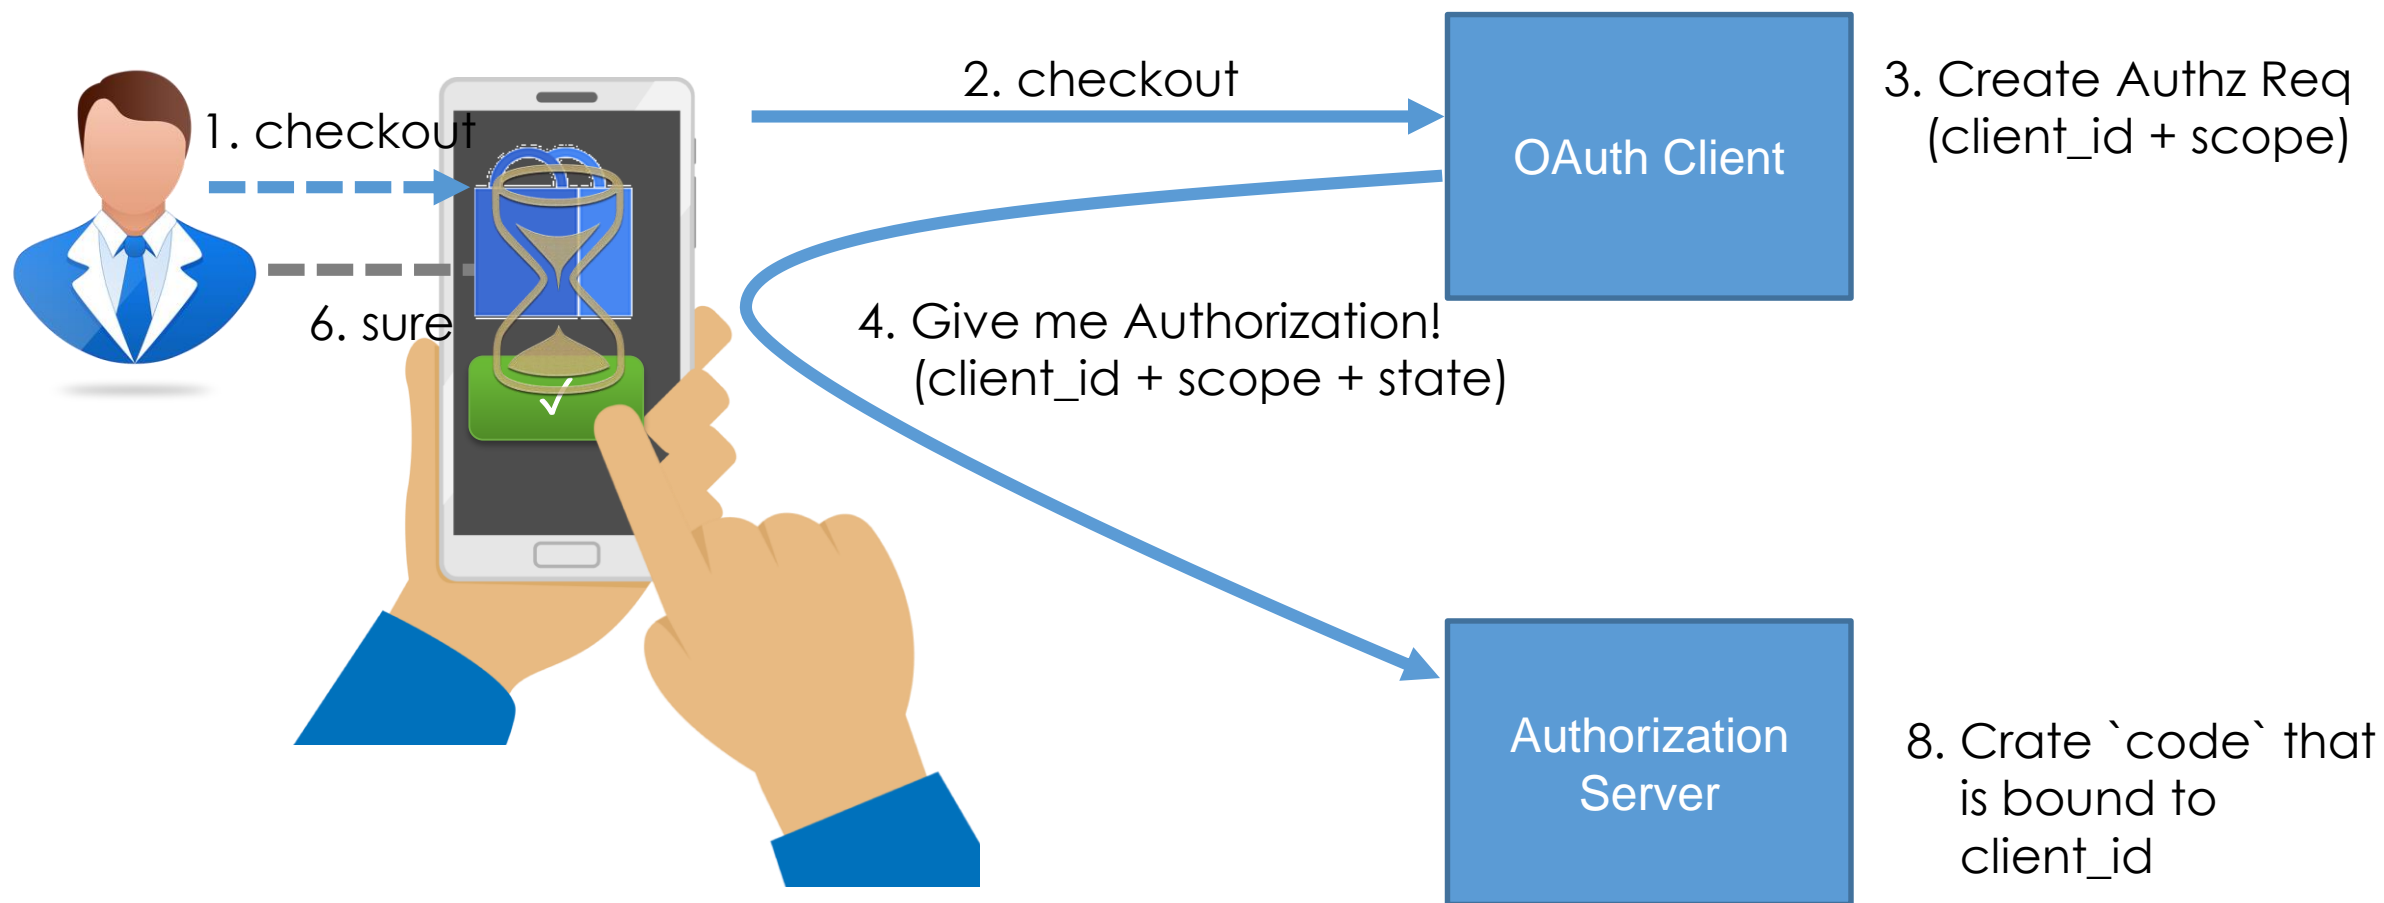 1. checkout
2. checkout
OAuth Client
3. Create Authz Req
(client_id + scope)
6. sure
4. Give me Authorization!
(client_id + scope + state)
Authorization
Server
8. Crate `code` that
is bound to
client_id